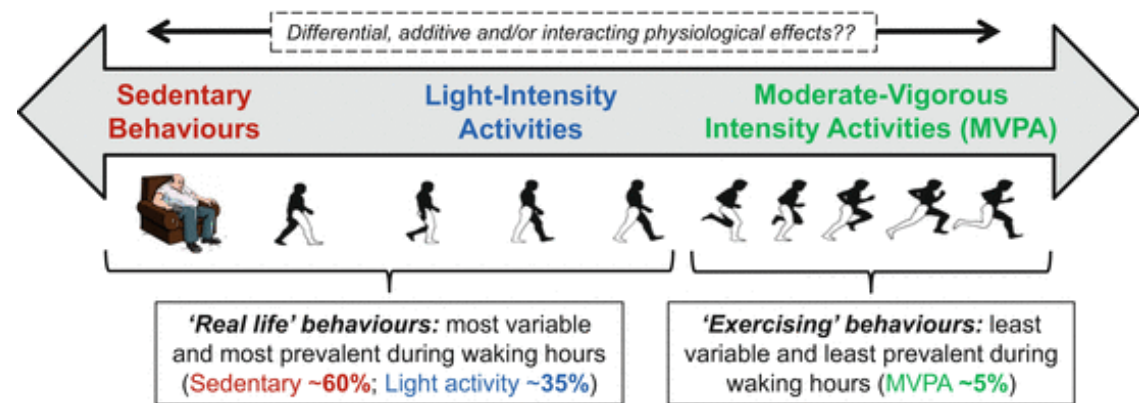 Differential, additive and/or interacting physiological effects??
Sedentary
Behaviours
Light-Intensity
Activities
Moderate-Vigorous
Intensity Activities (MVPA)
‘Real life’ behaviours: most variable
and most prevalent during waking hours
(Sedentary ~60%; Light activity ~35%)
‘Exercising’ behaviours: least
variable and least prevalent during
waking hours (MVPA ~5%)